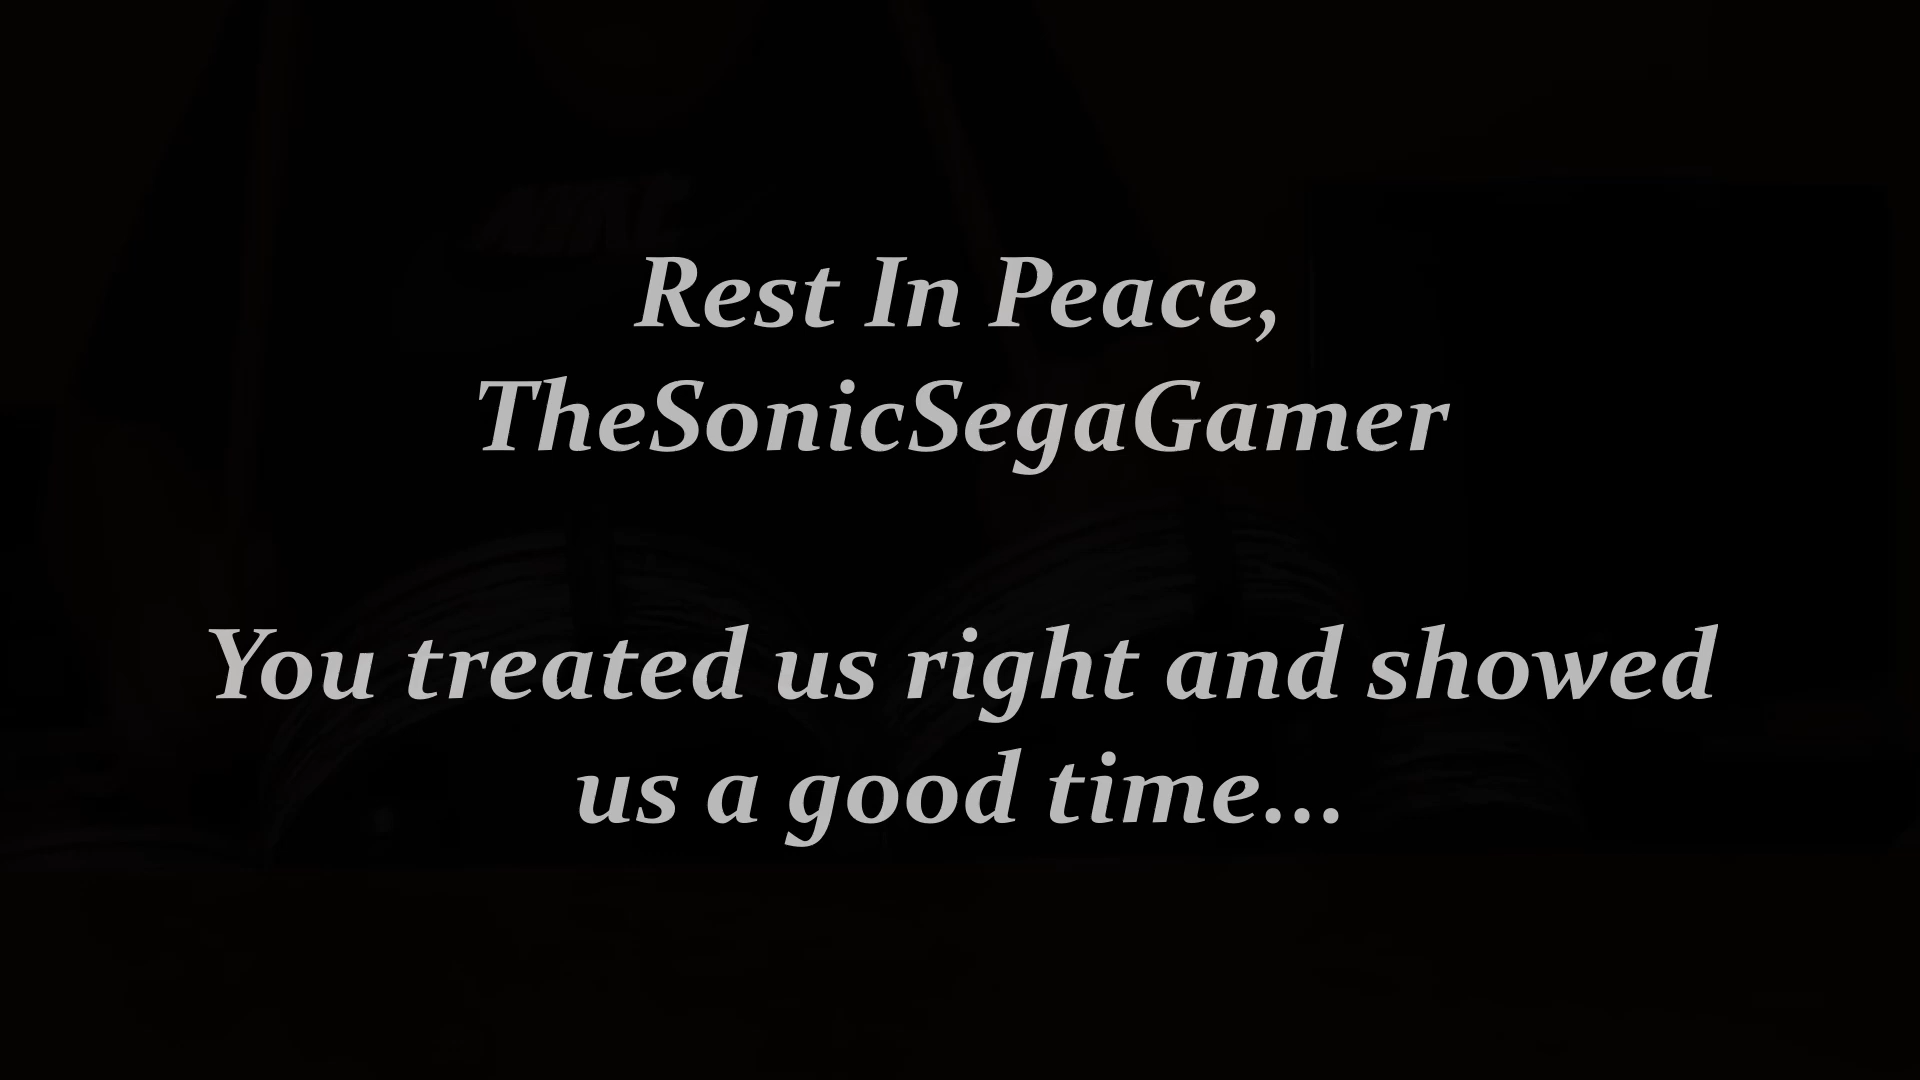 Rest In Peace,
TheSonicSegaGamer
You treated us right and showed
us a good time...